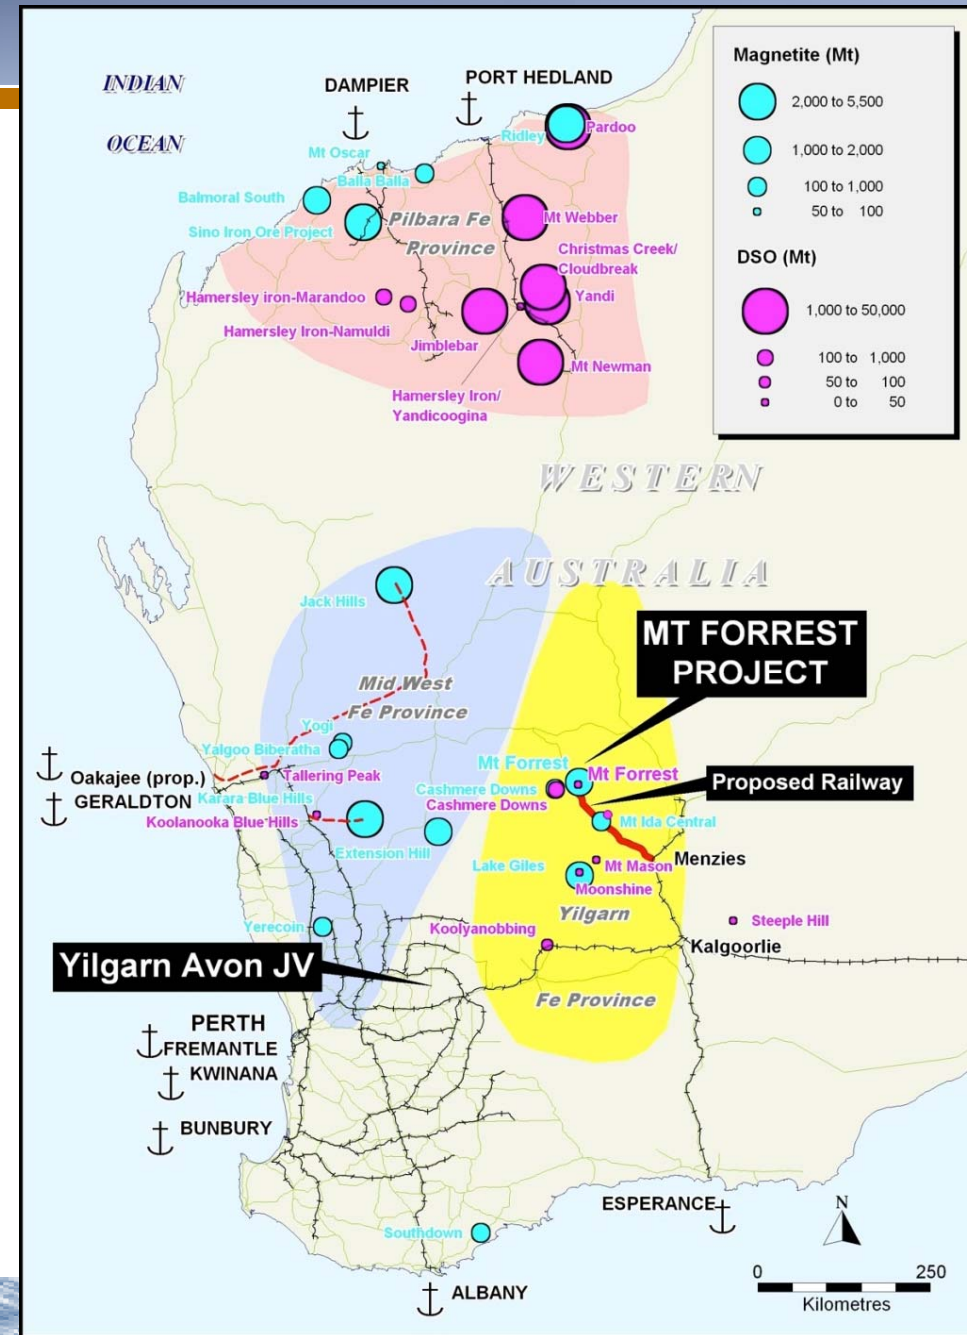 INDIAN
OCEAN
DAMPIER
PORT HEDLAND
Magnetite (Mt)
2,000 to 5,500
1,000 to 2,000
100 to 1,000
50 to 100
DSO (Mt)
1,000 to 50,000
100 to 1,000
50 to 100
0 to 50
Ridley
Pardoo
Mt Oscar
Balla Balla
Balmoral South
Sino Iron Ore Project
Pilbara Fe
Province
Mt Webber
Christmas Creek/
Cloudbreak
Hamersley iron-Marandoo
Yandi
Hamersley Iron-Namuldi
Jimblebar
Mt Newman
Hamersley Iron/
Yandicoogina
WESTERN
AUSTRALIA
Jack Hills
MT FORREST
PROJECT
Mid West
Fe Province
Yogi
Yalgoo Biberatha
Oakajee (prop.)
GERALDTON
Tallering Peak
Karara Blue Hills
Koolanooka Blue Hills
Extension Hill
Mt Forrest
Mt Forrest
Cashmere Downs
Cashmere Downs
Proposed Railway
Mt Ida Central
Menzies
Lake Giles
Mt Mason
Moonshine
Yilgarn
Yerecoin
Koolyanobbing
Steeple Hill
Kalgoorlie
Yilgarn Avon JV
Fe Province
PERTH
FREMANTLE
KWINANA
BUNBURY
ESPERANCE
Southdown
ALBANY
N
0 250
Kilometres